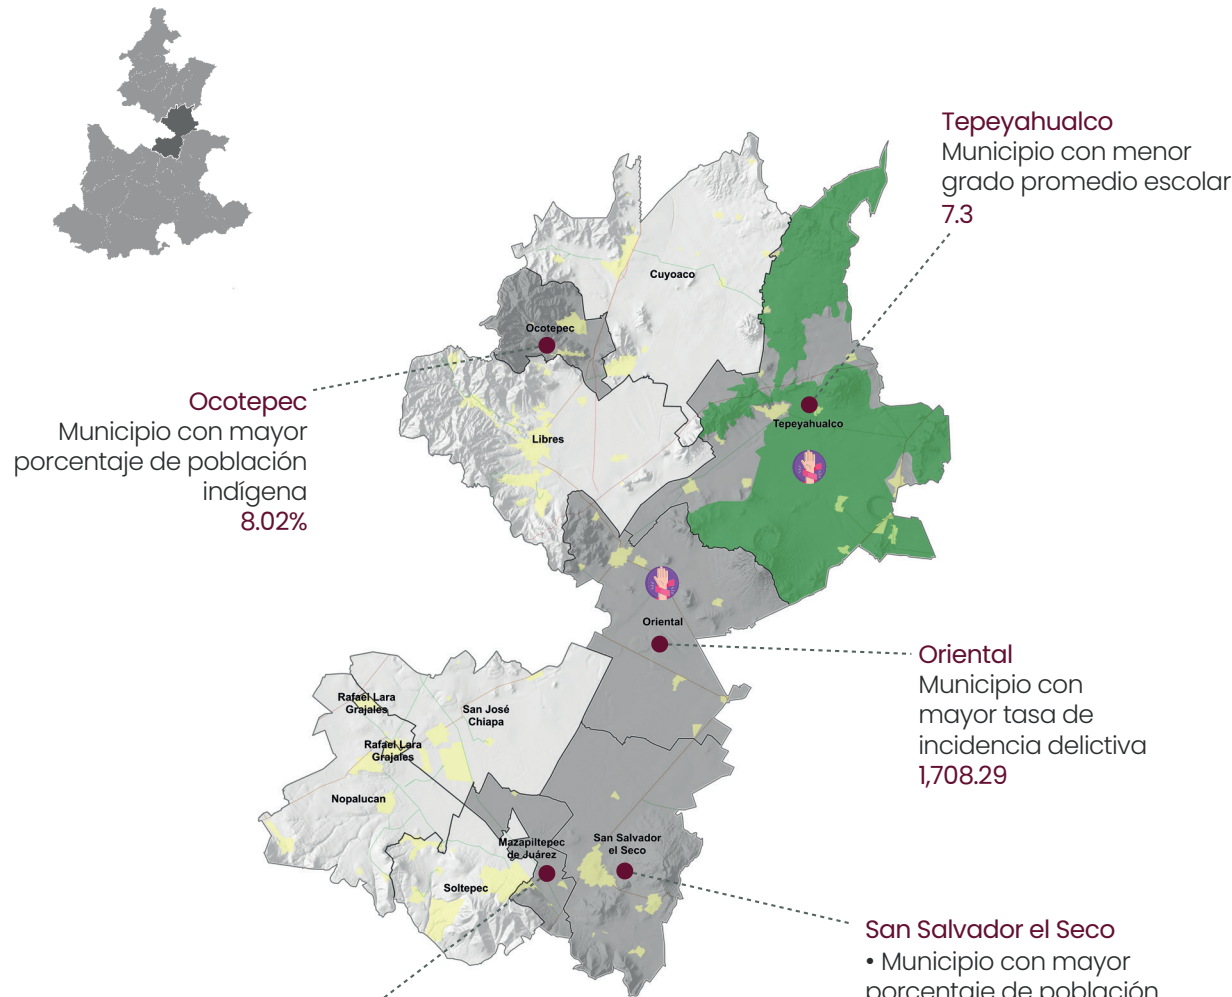 Tepeyahualco
Municipio con menor
grado promedio escolar
7.3
Cuyoaco
Ocotepec
Ocotepec
Municipio con mayor
porcentaje de población
indígena
8.02%
Libres
Tepeyahualco
Oriental
Oriental
Municipio con
mayor tasa de
incidencia delictiva
1,708.29
Rafael Lara
Grajales
San José
Chiapa
Rafael Lara
Grajales
Nopalucan
Mazapiltepec
de Juárez
San Salvador
el Seco
Soltepec
San Salvador el Seco
• Municipio con mayor
porcentaje de población